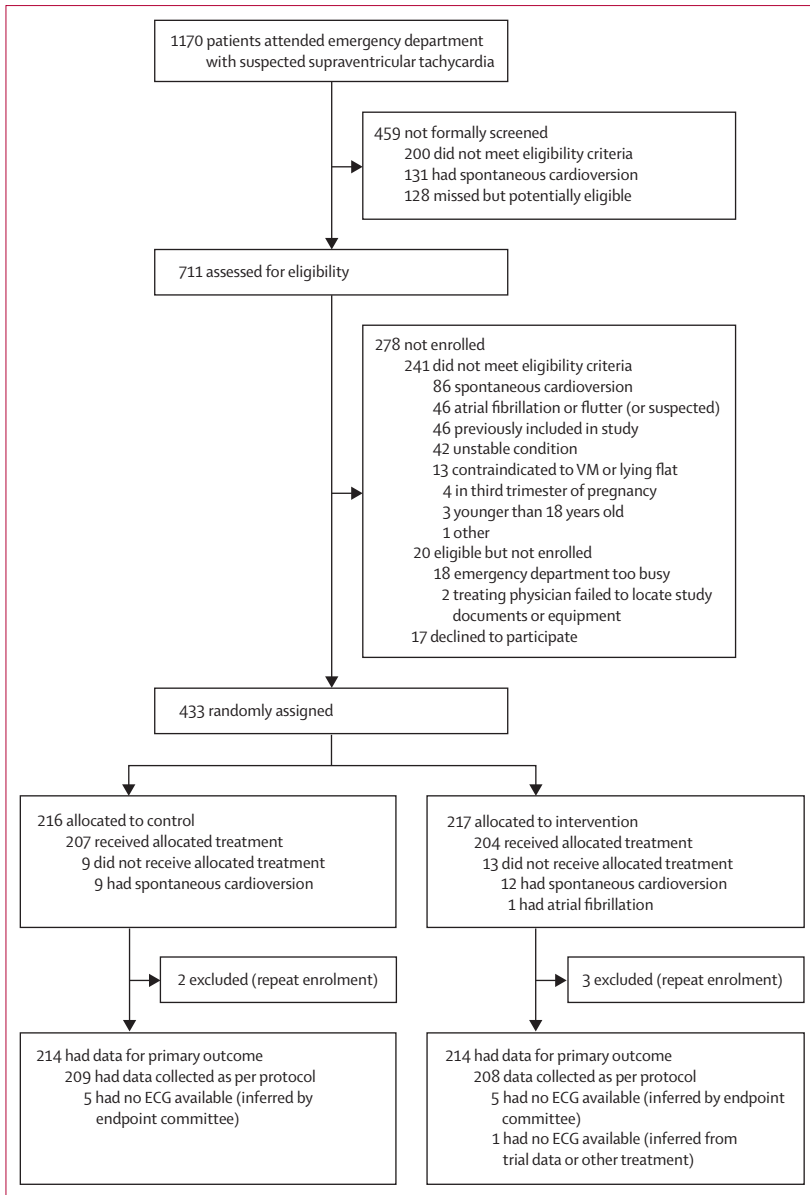 1170 patients attended emergency department
with suspected supraventricular tachycardia
459 not formally screened
200 did not meet eligibility criteria
131 had spontaneous cardioversion
128 missed but potentially eligible
711 assessed for eligibility
278 not enrolled
241 did not meet eligibility criteria
86 spontaneous cardioversion
46 atrial fibrillation or flutter (or suspected)
46 previously included in study
42 unstable condition
13 contraindicated to VM or lying flat
4 in third trimester of pregnancy
3 younger than 18 years old
1 other
20 eligible but not enrolled
18 emergency department too busy
2 treating physician failed to locate study
documents or equipment
17 declined to participate
433 randomly assigned
216 allocated to control
207 received allocated treatment
9 did not receive allocated treatment
9 had spontaneous cardioversion
217 allocated to intervention
204 received allocated treatment
13 did not receive allocated treatment
12 had spontaneous cardioversion
1 had atrial fibrillation
2 excluded (repeat enrolment)
3 excluded (repeat enrolment)
214 had data for primary outcome
209 had data collected as per protocol
5 had no ECG available (inferred by
endpoint committee)
214 had data for primary outcome
208 data collected as per protocol
5 had no ECG available (inferred by endpoint
committee)
1 had no ECG available (inferred from
trial data or other treatment)